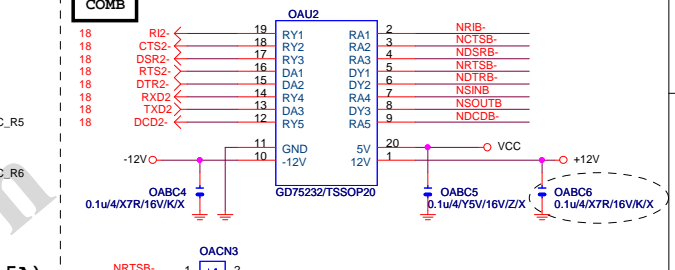 COMB
OAU2
18 RI2- 19 RY1 RA1 2 NRIB-
18 CTS2- 18 RY2 RA2 3 NCTSB-
18 DSR2- 17 RY3 RA3 4 NDSRB-
18 RTS2- 16 DA1 DY1 5 NRTSB-
18 DTR2- 15 DA2 DY2 6 NDTRB-
18 RXD2 14 RY4 RA4 7 NSINB
18 TXD2 13 DA3 DY3 8 NSOUTB
18 DCD2- 12 RY5 RA5 9 NDCDB-
C_R5
11 GND 5V 20 VCC
-12V 10 -12V 12V 1 +12V
C_R6
OABC4
0.1u/4/X7R/16V/K/X
GD75232/TSSOP20
OABC5
0.1u/4/Y5V/16V/Z/X
OABC6
0.1u/4/X7R/16V/K/X
OACN3
NRTSB- 1 2